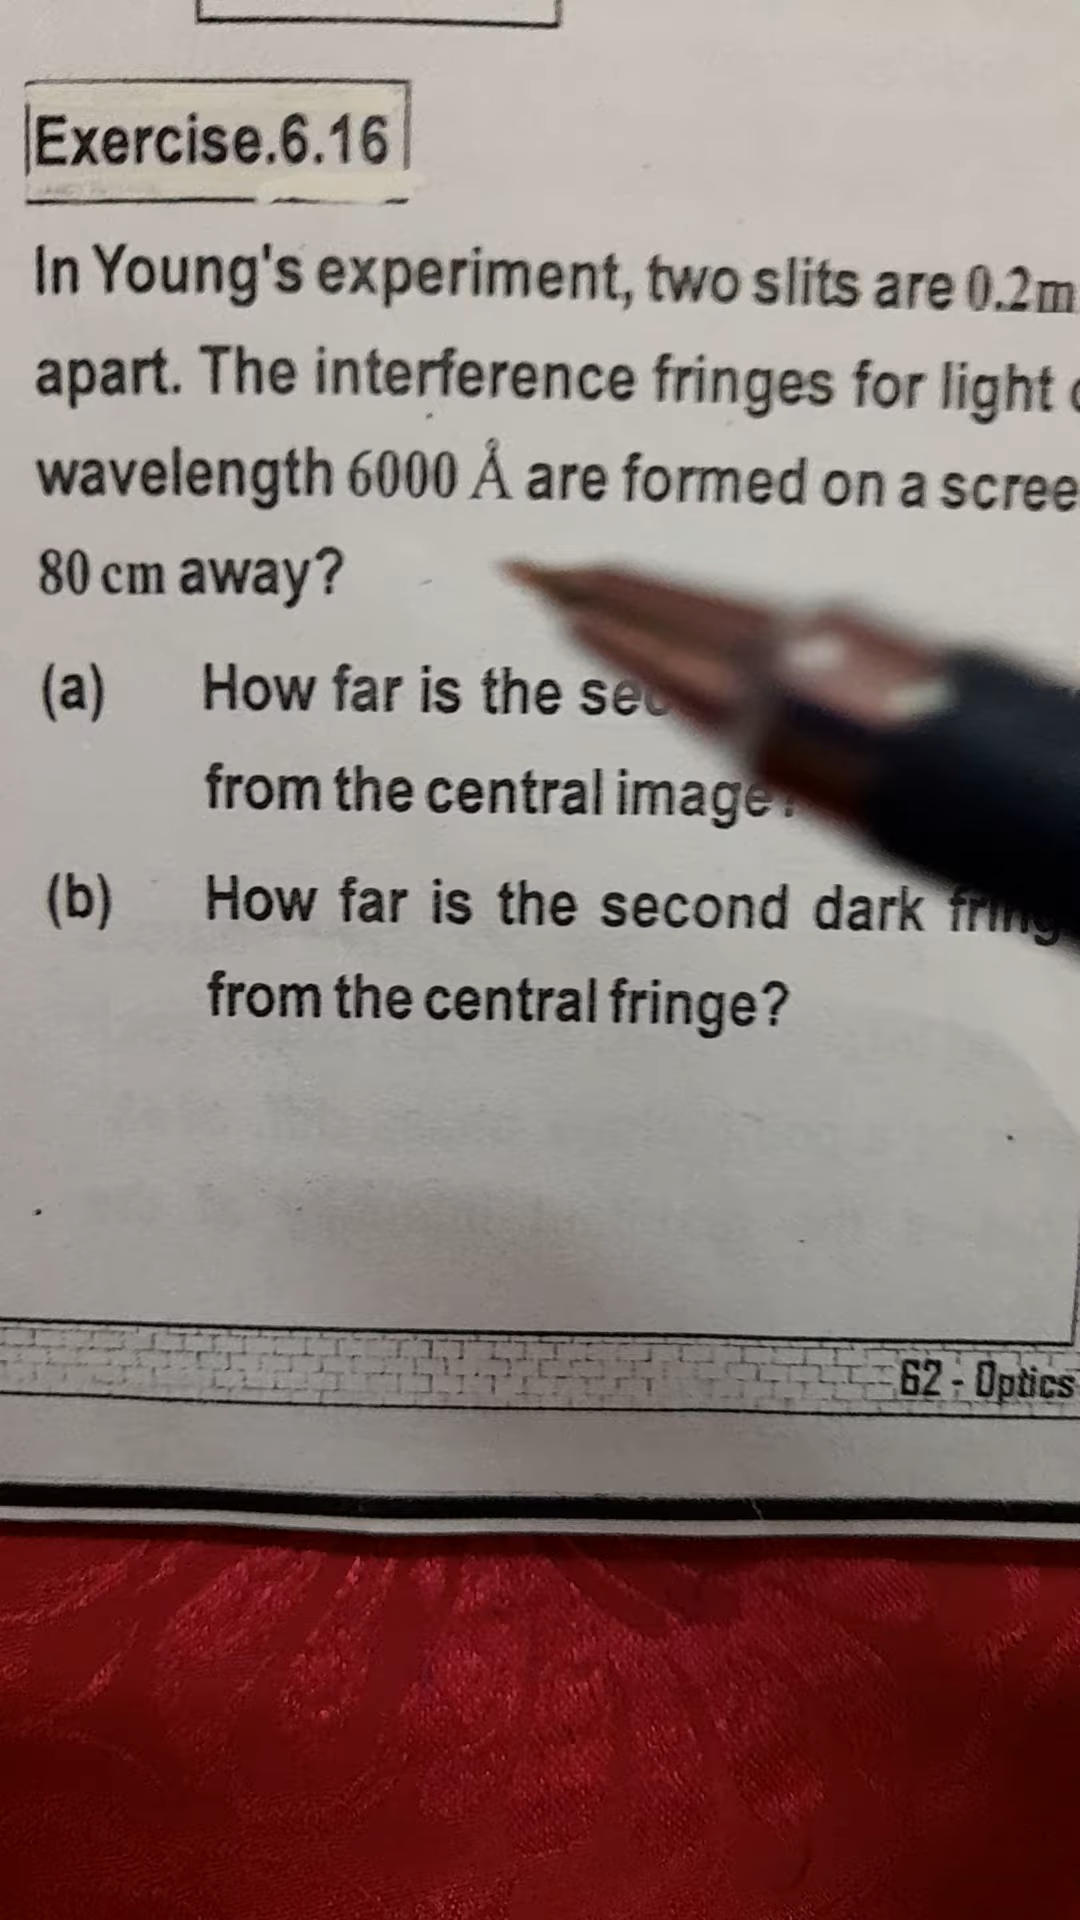 Exercise.6.16
In Young's experiment, two slits are 0.2m
apart. The interference fringes for light
wavelength 6000 Å are formed on a scree
80 cm away?
(a) How far is the
from the central image?
(b) How far is the second dark fring
from the central fringe?
62 - Optics